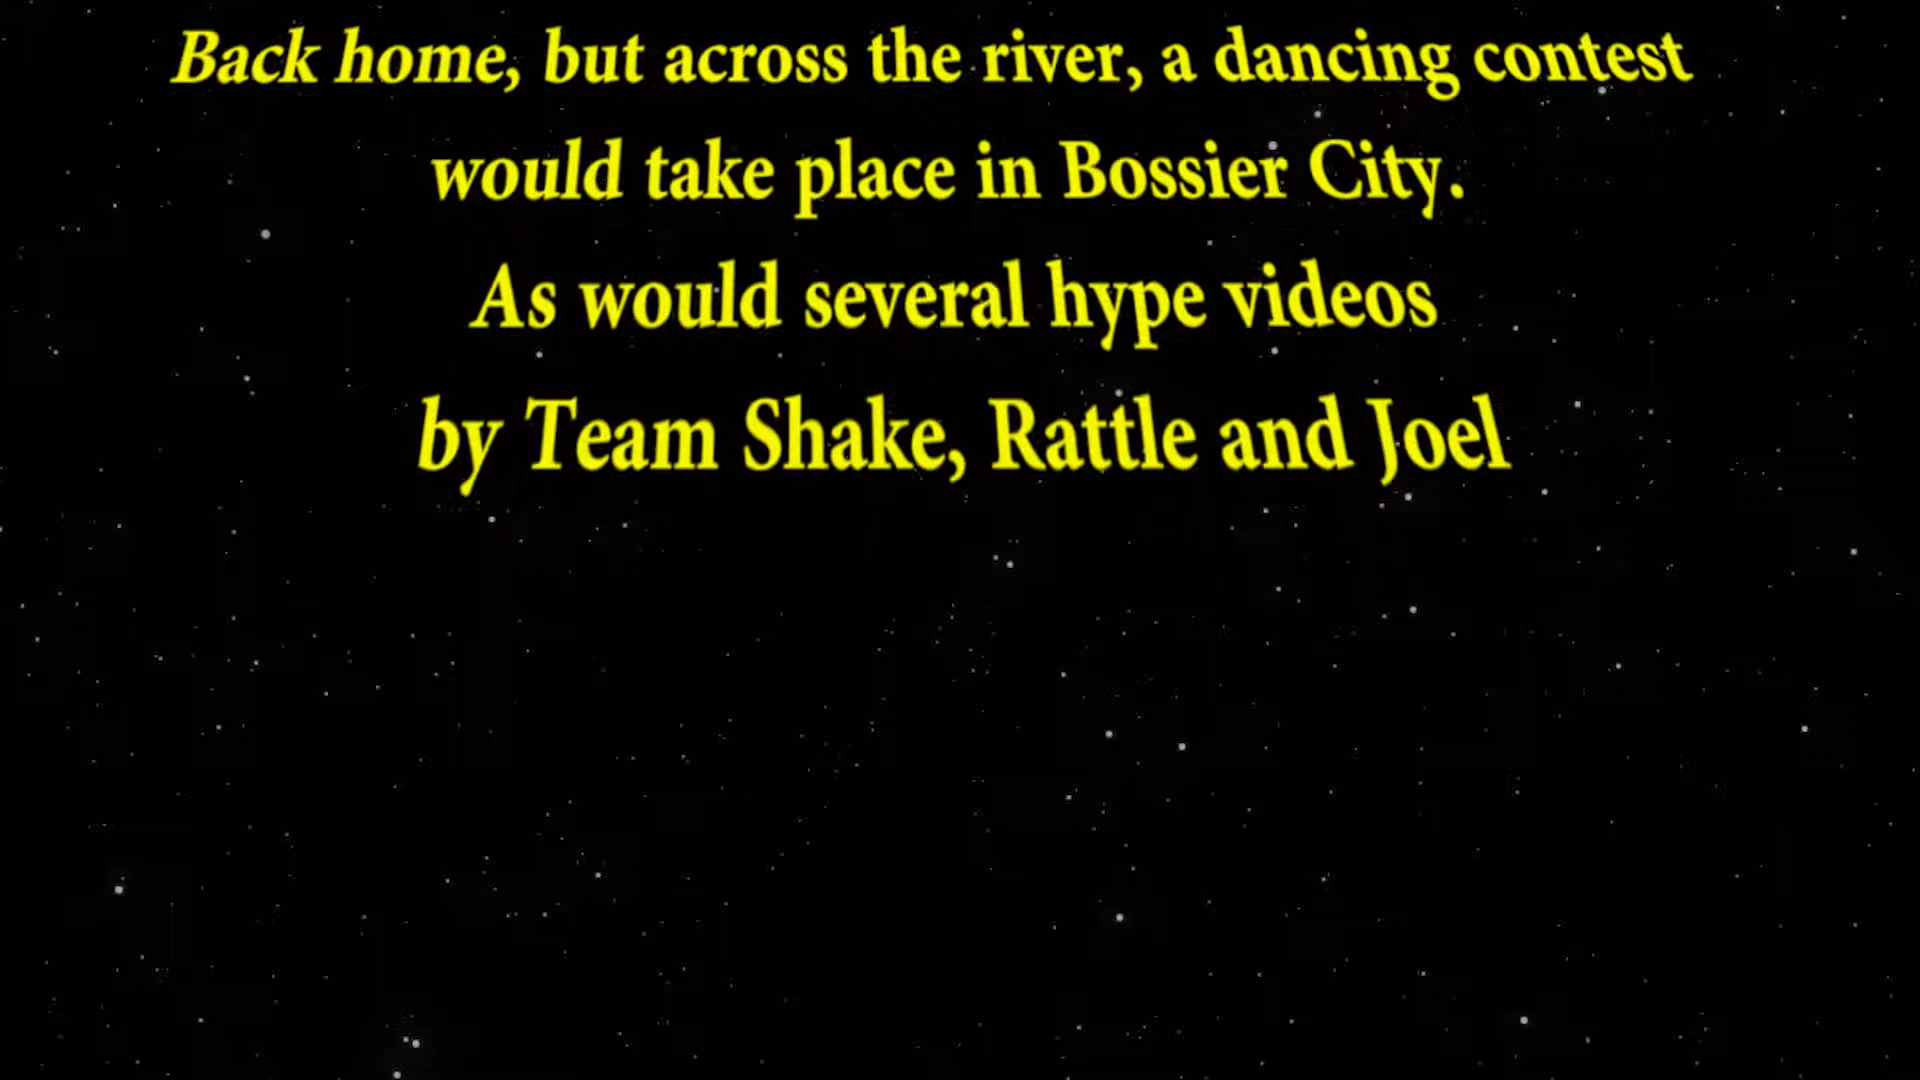 Back home, but across the river, a dancing contest
would take place in Bossier City.
As would several hype videos
by Team Shake, Rattle and Joel